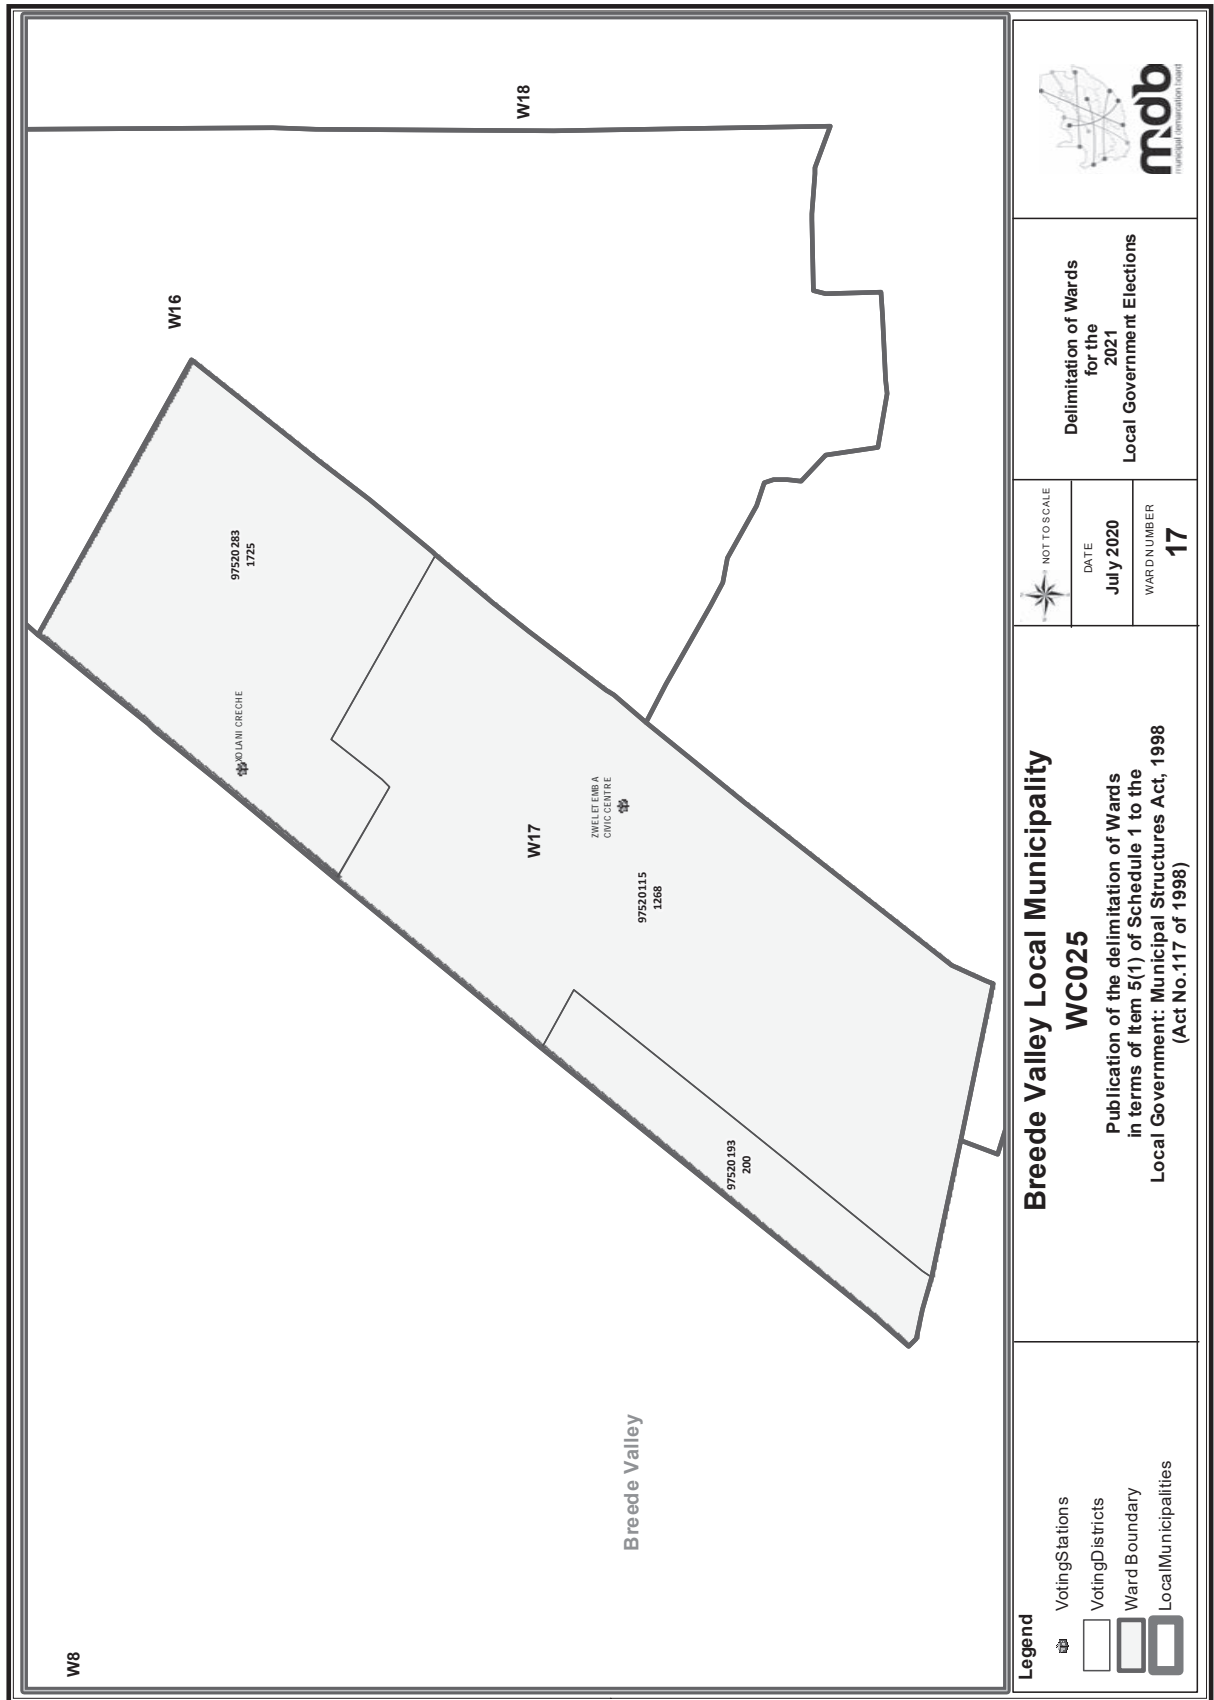 W8
W16
W18
97520283
1725
XOLANI CRECHE
W17
ZWELETEMBA
CIVIC CENTRE
97520115
1268
97520193
200
Breede Valley
Legend
VotingStations
VotingDistricts
Ward Boundary
LocalMunicipalities
Breede Valley Local Municipality
WC025
Publication of the delimitation of Wards
in terms of Item 5(1) of Schedule 1 to the
Local Government: Municipal Structures Act, 1998
(Act No.117 of 1998)
NOT TO SCALE
DATE
July 2020
WARD NUMBER
17
Delimitation of Wards
for the
2021
Local Government Elections
mdb
municipal demarcation board